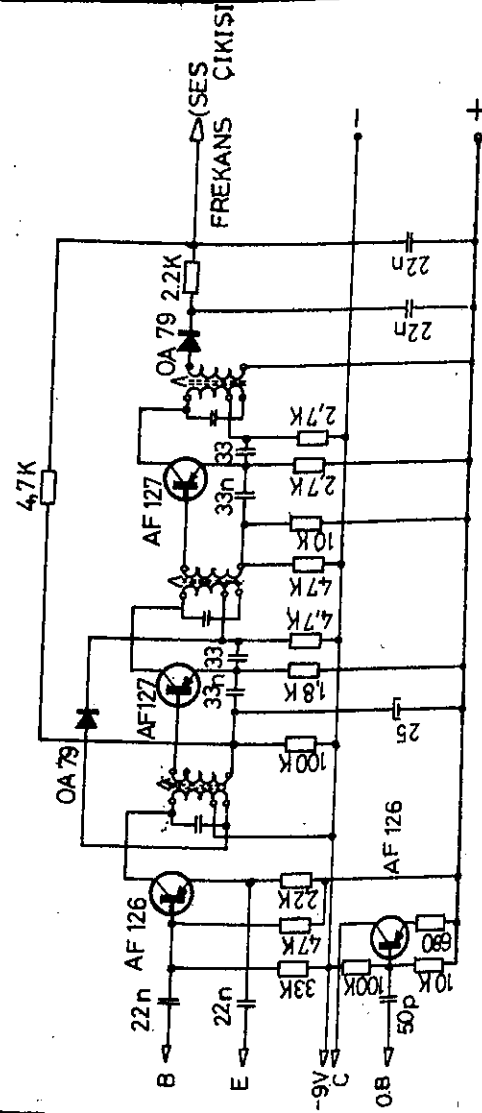 4,7K
(SES
FREKANS ÇIKIŞI
2.2K
OA 79
AF 127
AF127
OA 79
AF 126
22n
B
22n
E
-9V
C
0.B
33K
47K
22K
100K
1,8K
4,7K
47K
10K
2,7K
2,7K
33n
33
33n
33
22n
22n
25
100K
10K
50p
680
AF 126
-
+